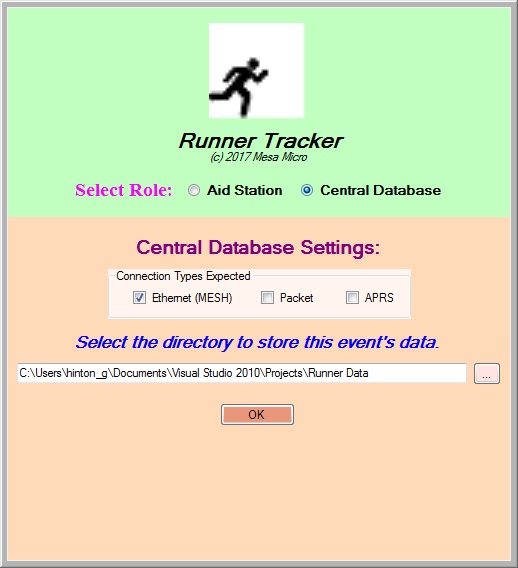 Runner Tracker
(c) 2017 Mesa Micro
Select Role: Aid Station Central Database
Central Database Settings:
Connection Types Expected
Ethernet (MESH) Packet APRS
Select the directory to store this event's data.
C:\Users\hinton_g\Documents\Visual Studio 2010\Projects\Runner Data ...
OK